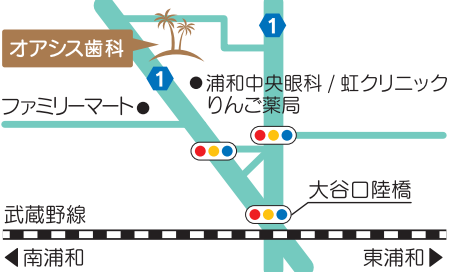 1
オアシス歯科
1
●浦和中央眼科 / 虹クリニック
りんご薬局
ファミリーマート●
大谷口陸橋
武蔵野線
◀南浦和
東浦和▶